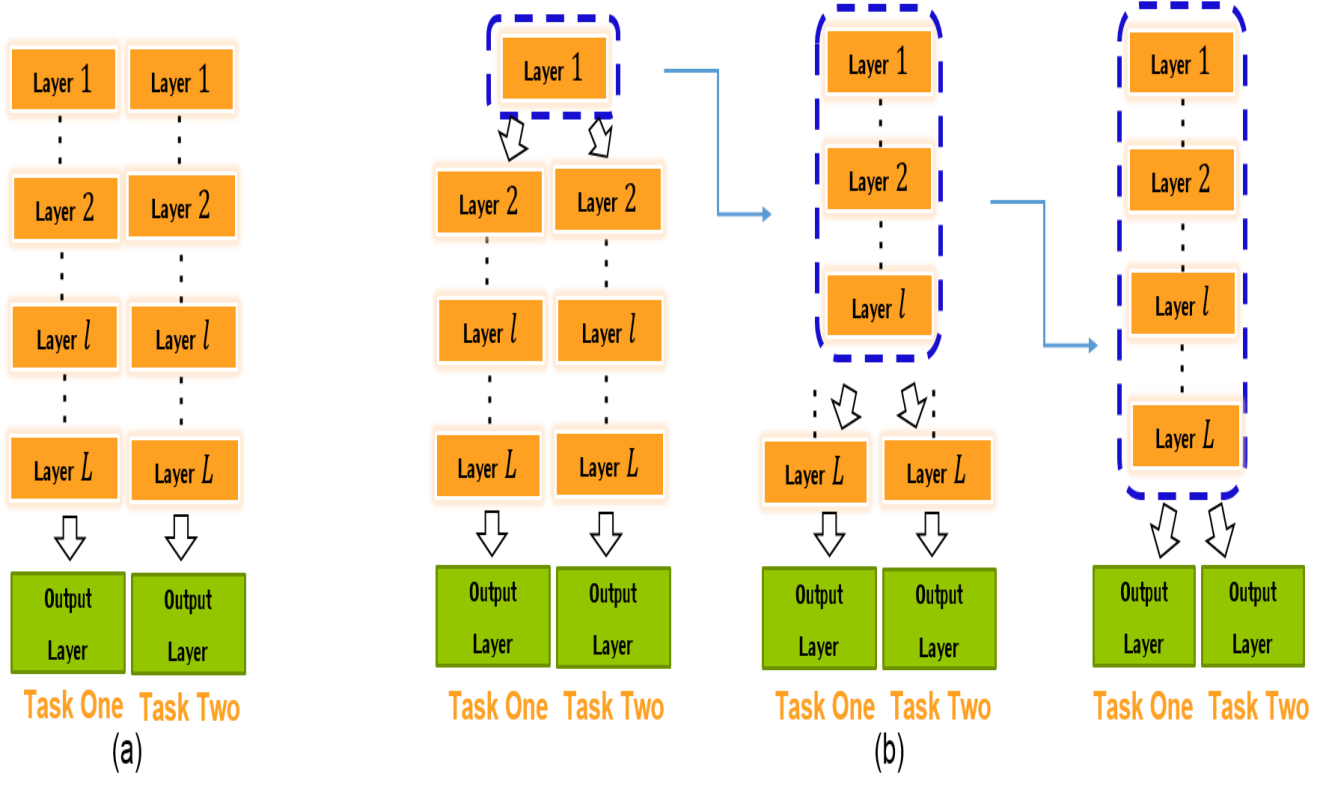 Layer 1
Layer 1
Layer 2
Layer 2
Layer l
Layer l
Layer L
Layer L
Output
Layer
Output
Layer
Task One
Task Two
(a)
Layer 1
Layer 2
Layer 2
Layer l
Layer l
Layer L
Layer L
Output
Layer
Output
Layer
Task One
Task Two
Layer 1
Layer 2
Layer l
Layer L
Layer L
Output
Layer
Output
Layer
Task One
Task Two
Layer 1
Layer 2
Layer l
Layer L
Output
Layer
Output
Layer
Task One
Task Two
(b)